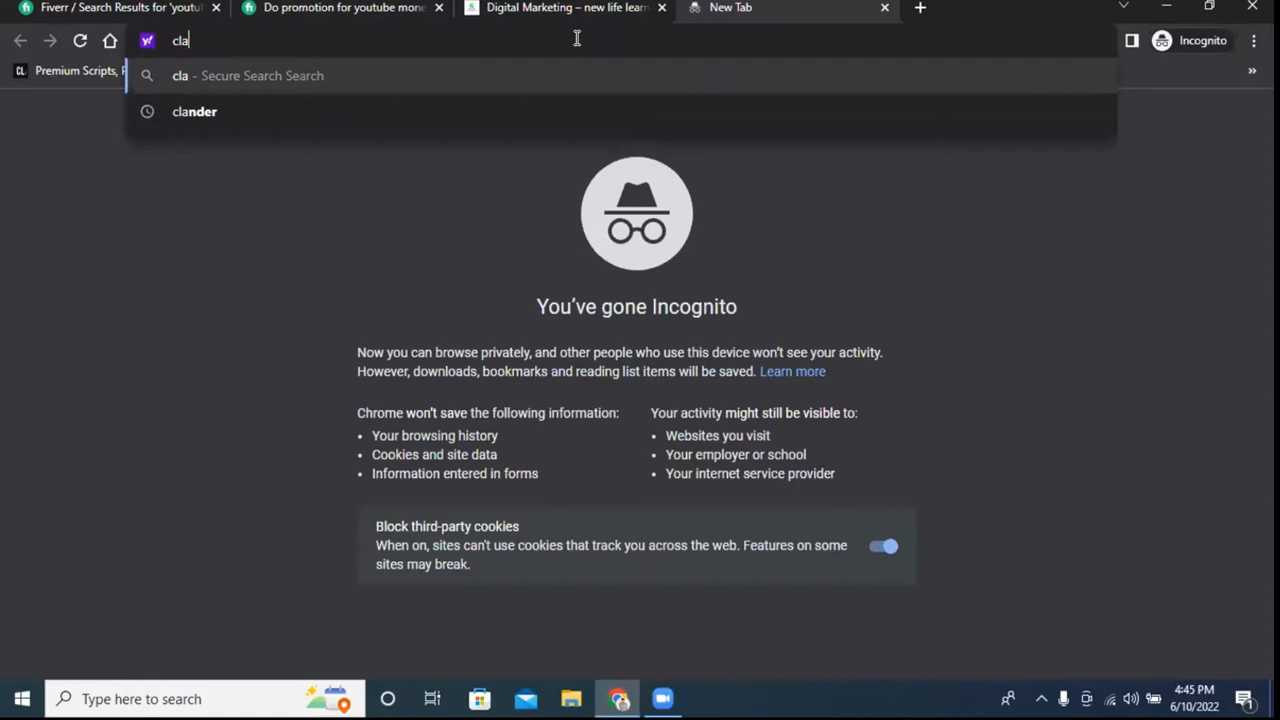 Fiverr / Search Results for 'youtu
Do promotion for youtube mone
Digital Marketing – new life learn
New Tab
y!
cla
Incognito
CL
Premium Scripts, P
cla - Secure Search Search
clander
You've gone Incognito
Now you can browse privately, and other people who use this device won't see your activity.
However, downloads, bookmarks and reading list items will be saved. Learn more
Chrome won't save the following information:
• Your browsing history
• Cookies and site data
• Information entered in forms
Your activity might still be visible to:
• Websites you visit
• Your employer or school
• Your internet service provider
Block third-party cookies
When on, sites can't use cookies that track you across the web. Features on some
sites may break.
Type here to search
4:45 PM
6/10/2022
1